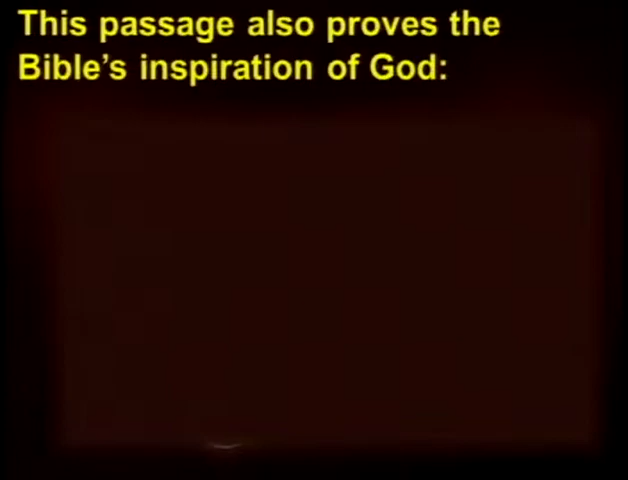 This passage also proves the
Bible’s inspiration of God: